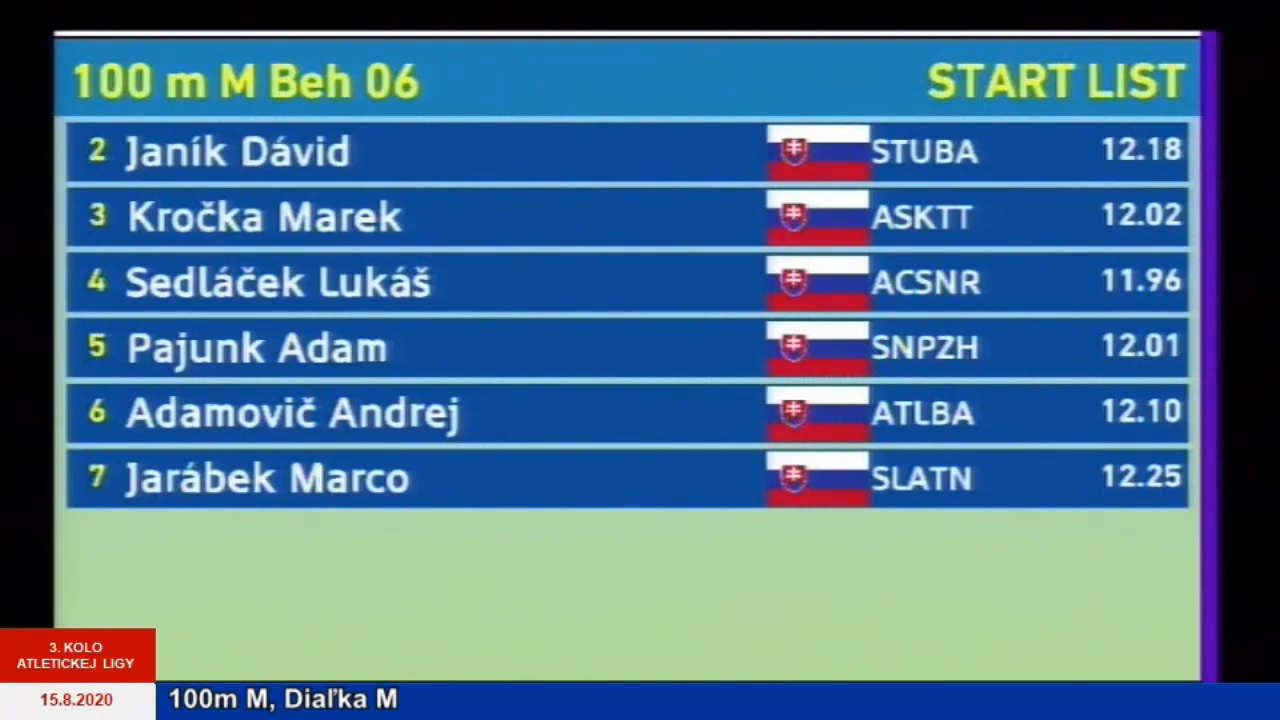 100 m M Beh 06 START LIST
2 Janík Dávid STUBA 12.18
3 Kročka Marek ASKTT 12.02
4 Sedláček Lukáš ACSNR 11.96
5 Pajunk Adam SNPZH 12.01
6 Adamovič Andrej ATLBA 12.10
7 Jarábek Marco SLATN 12.25
3. KOLO
ATLETICKEJ LIGY
15.8.2020 100m M, Diaľka M